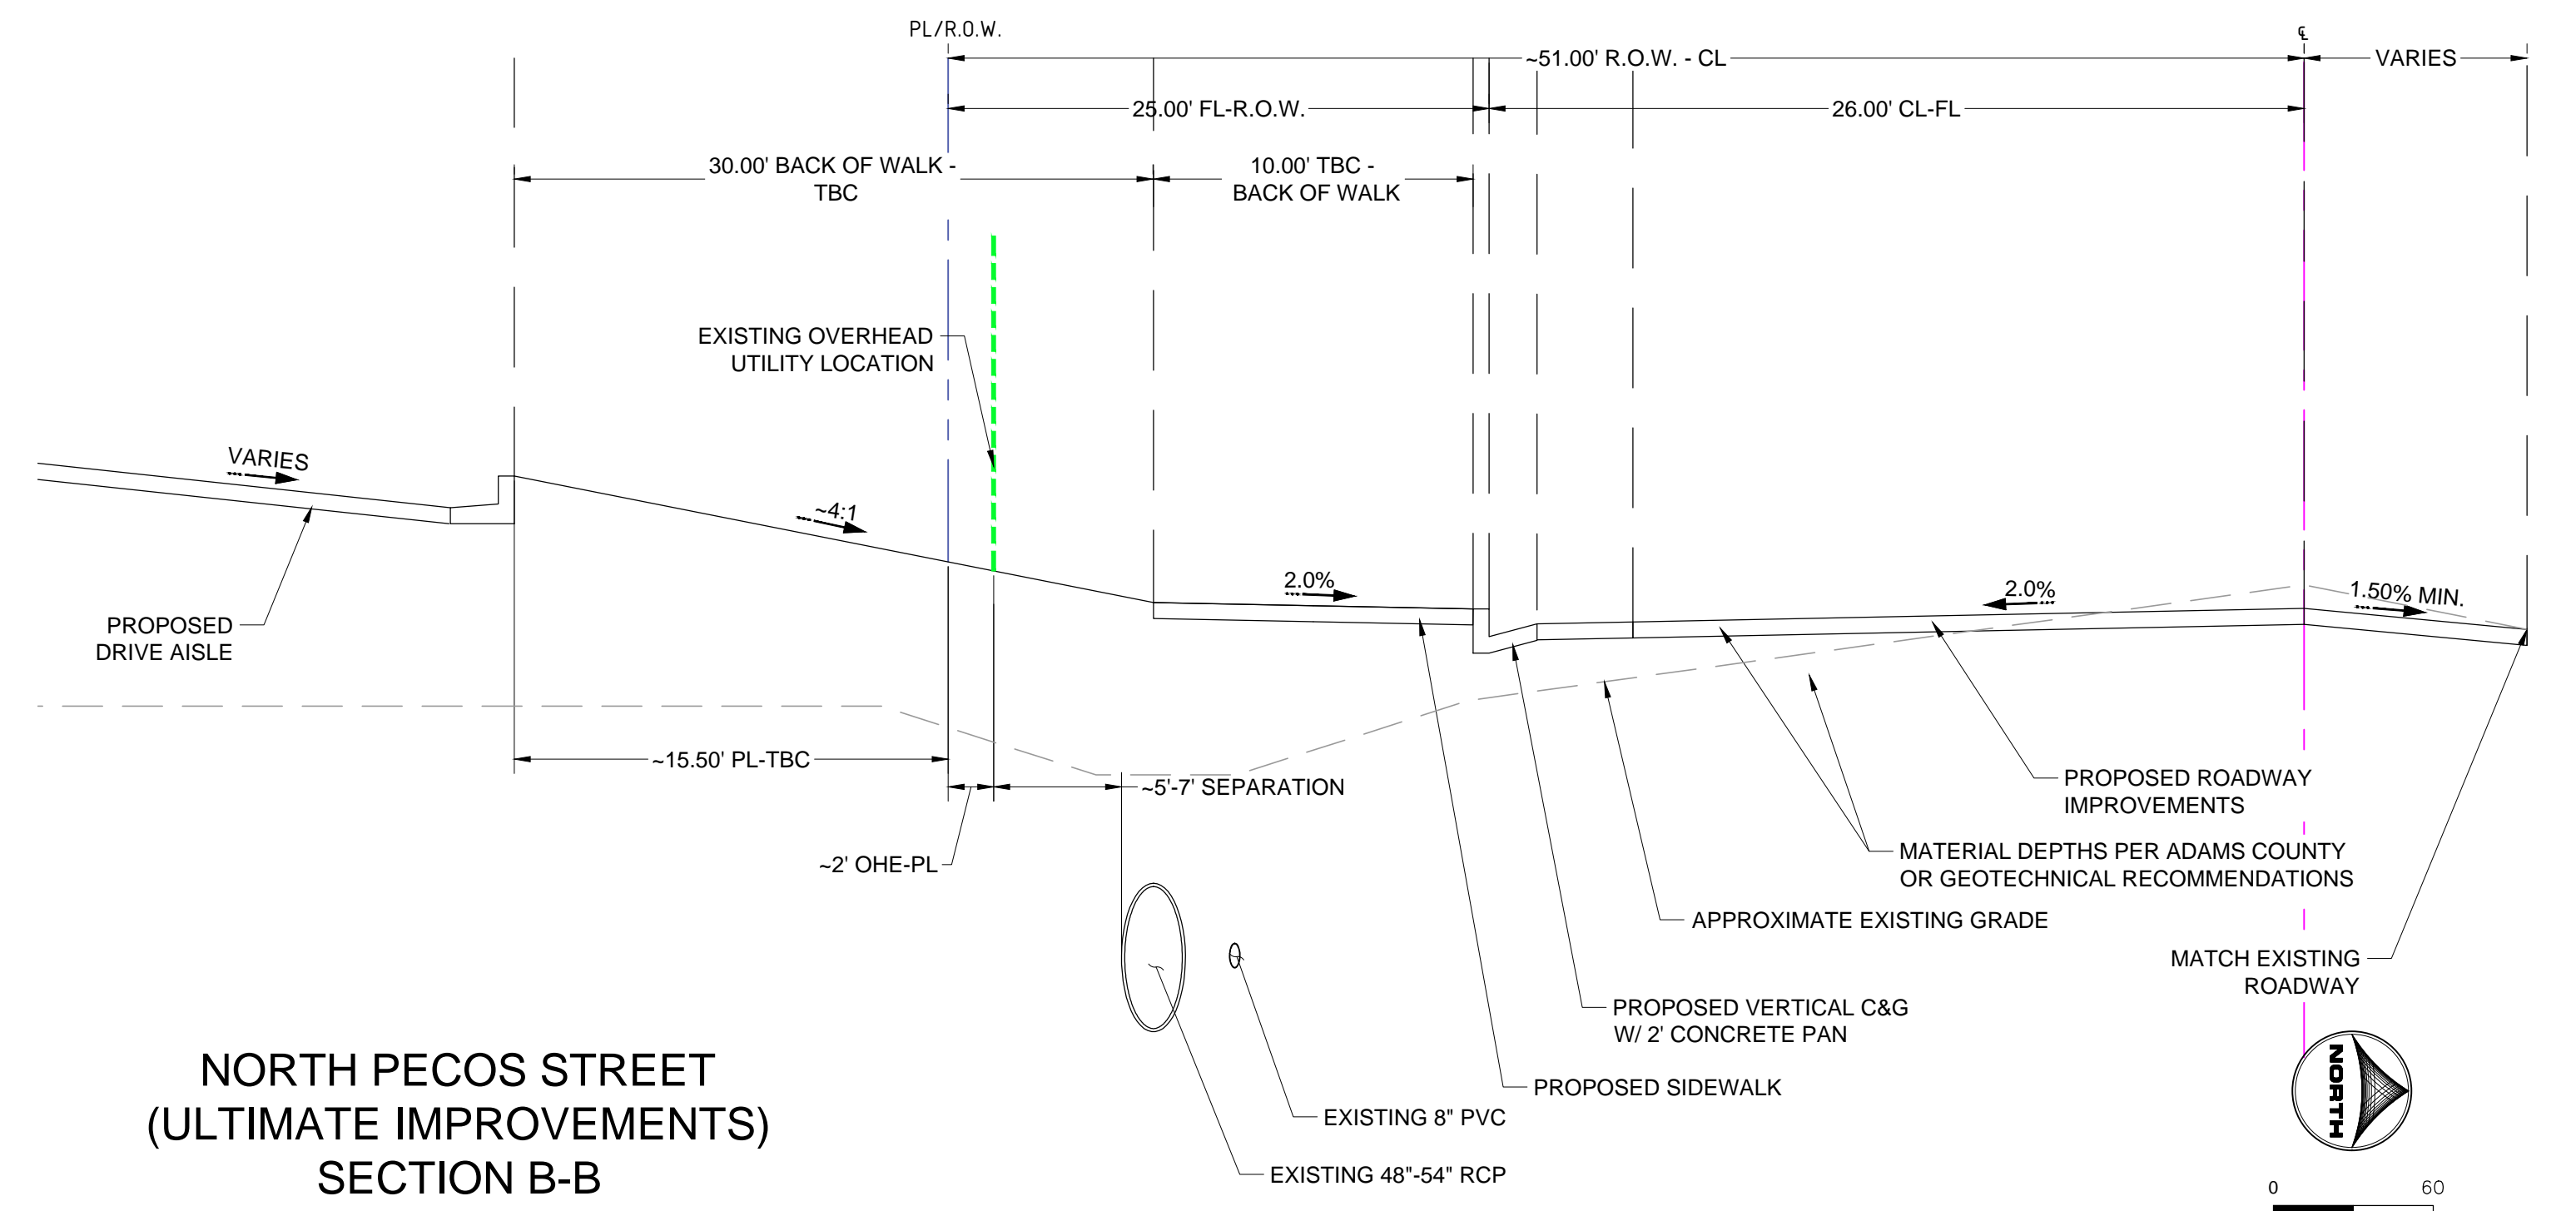 PL/R.O.W.
℄
~51.00' R.O.W. - CL
VARIES
25.00' FL-R.O.W.
26.00' CL-FL
30.00' BACK OF WALK -
TBC
10.00' TBC -
BACK OF WALK
EXISTING OVERHEAD
UTILITY LOCATION
VARIES
~4:1
2.0%
2.0%
1.50% MIN.
PROPOSED
DRIVE AISLE
~15.50' PL-TBC
~5'-7' SEPARATION
~2' OHE-PL
PROPOSED ROADWAY
IMPROVEMENTS
MATERIAL DEPTHS PER ADAMS COUNTY
OR GEOTECHNICAL RECOMMENDATIONS
APPROXIMATE EXISTING GRADE
MATCH EXISTING
ROADWAY
PROPOSED VERTICAL C&G
W/ 2' CONCRETE PAN
PROPOSED SIDEWALK
EXISTING 8" PVC
EXISTING 48"-54" RCP
NORTH PECOS STREET
(ULTIMATE IMPROVEMENTS)
SECTION B-B
NORTH
0
60